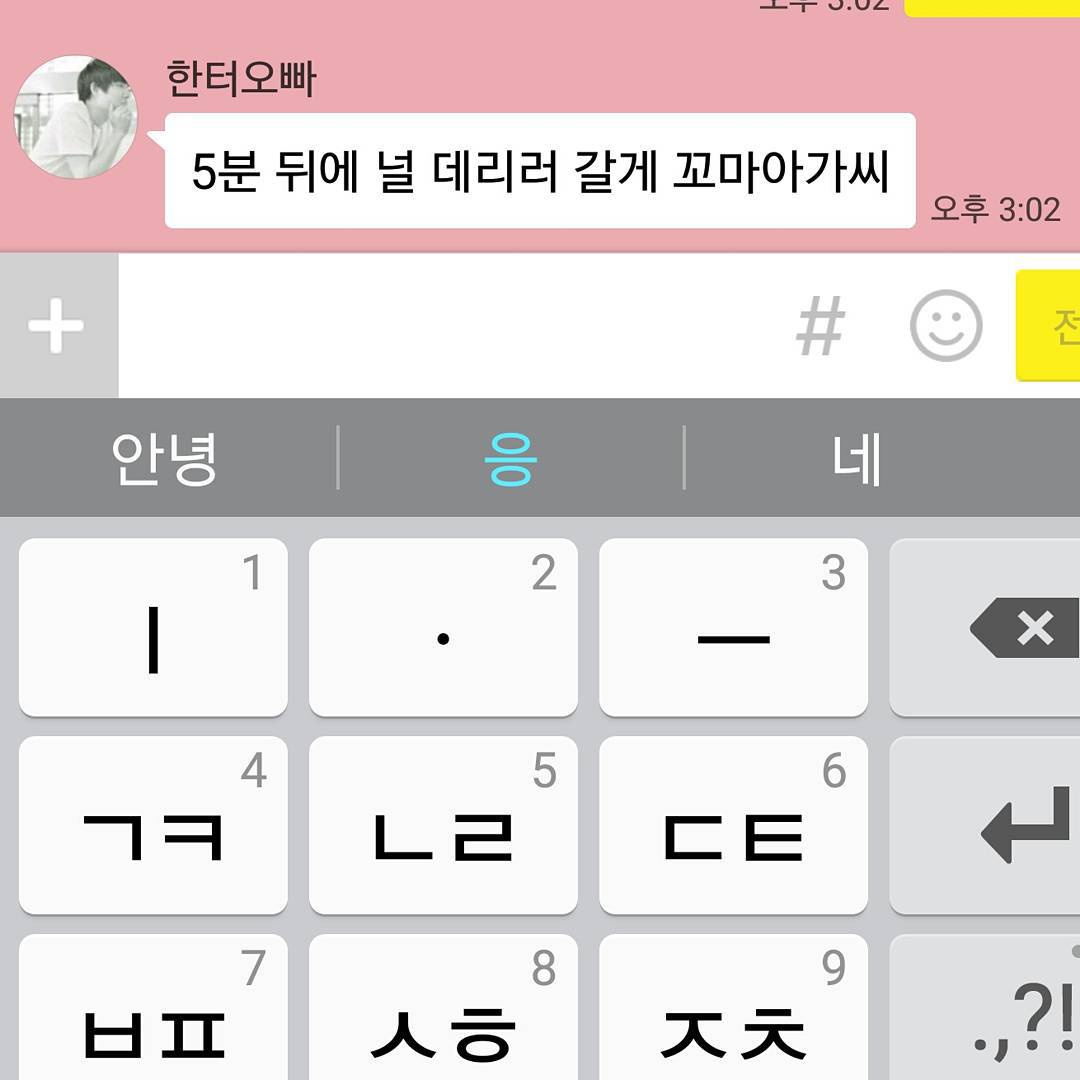 오후 3:02
한터오빠
5분 뒤에 널 데리러 갈게 꼬마아가씨
오후 3:02
#
안녕 응 네
1 2 3
ㅣ · ㅡ
4 5 6
ㄱㅋ ㄴㄹ ㄷㅌ
7 8 9
ㅂㅍ ㅅㅎ ㅈㅊ .,?!